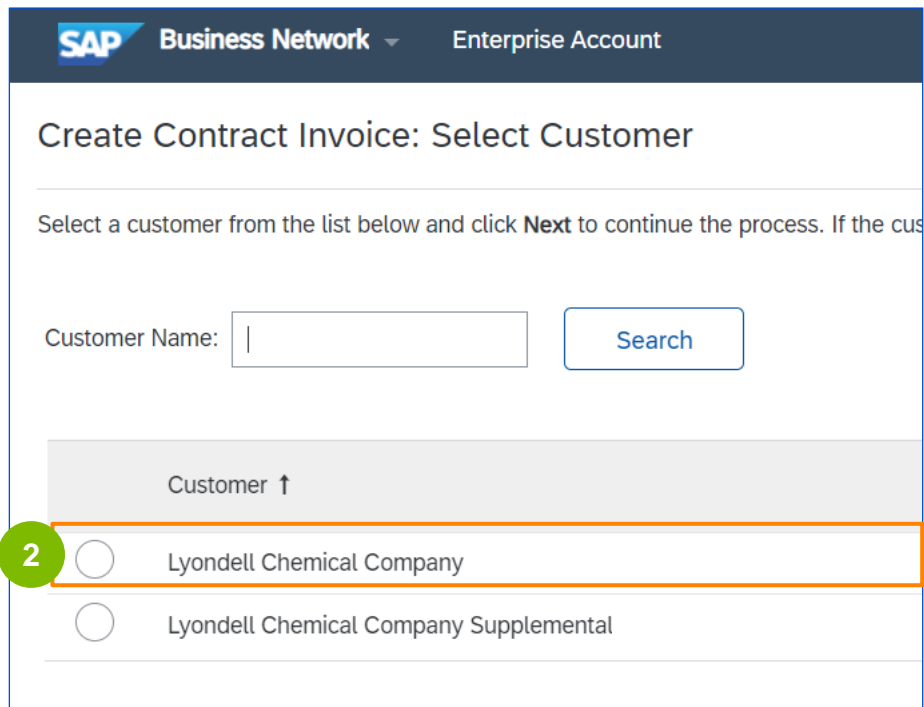 SAP Business Network Enterprise Account
Create Contract Invoice: Select Customer
Select a customer from the list below and click Next to continue the process. If the
Customer Name: Search
Customer ↑
2 Lyondell Chemical Company
Lyondell Chemical Company Supplemental